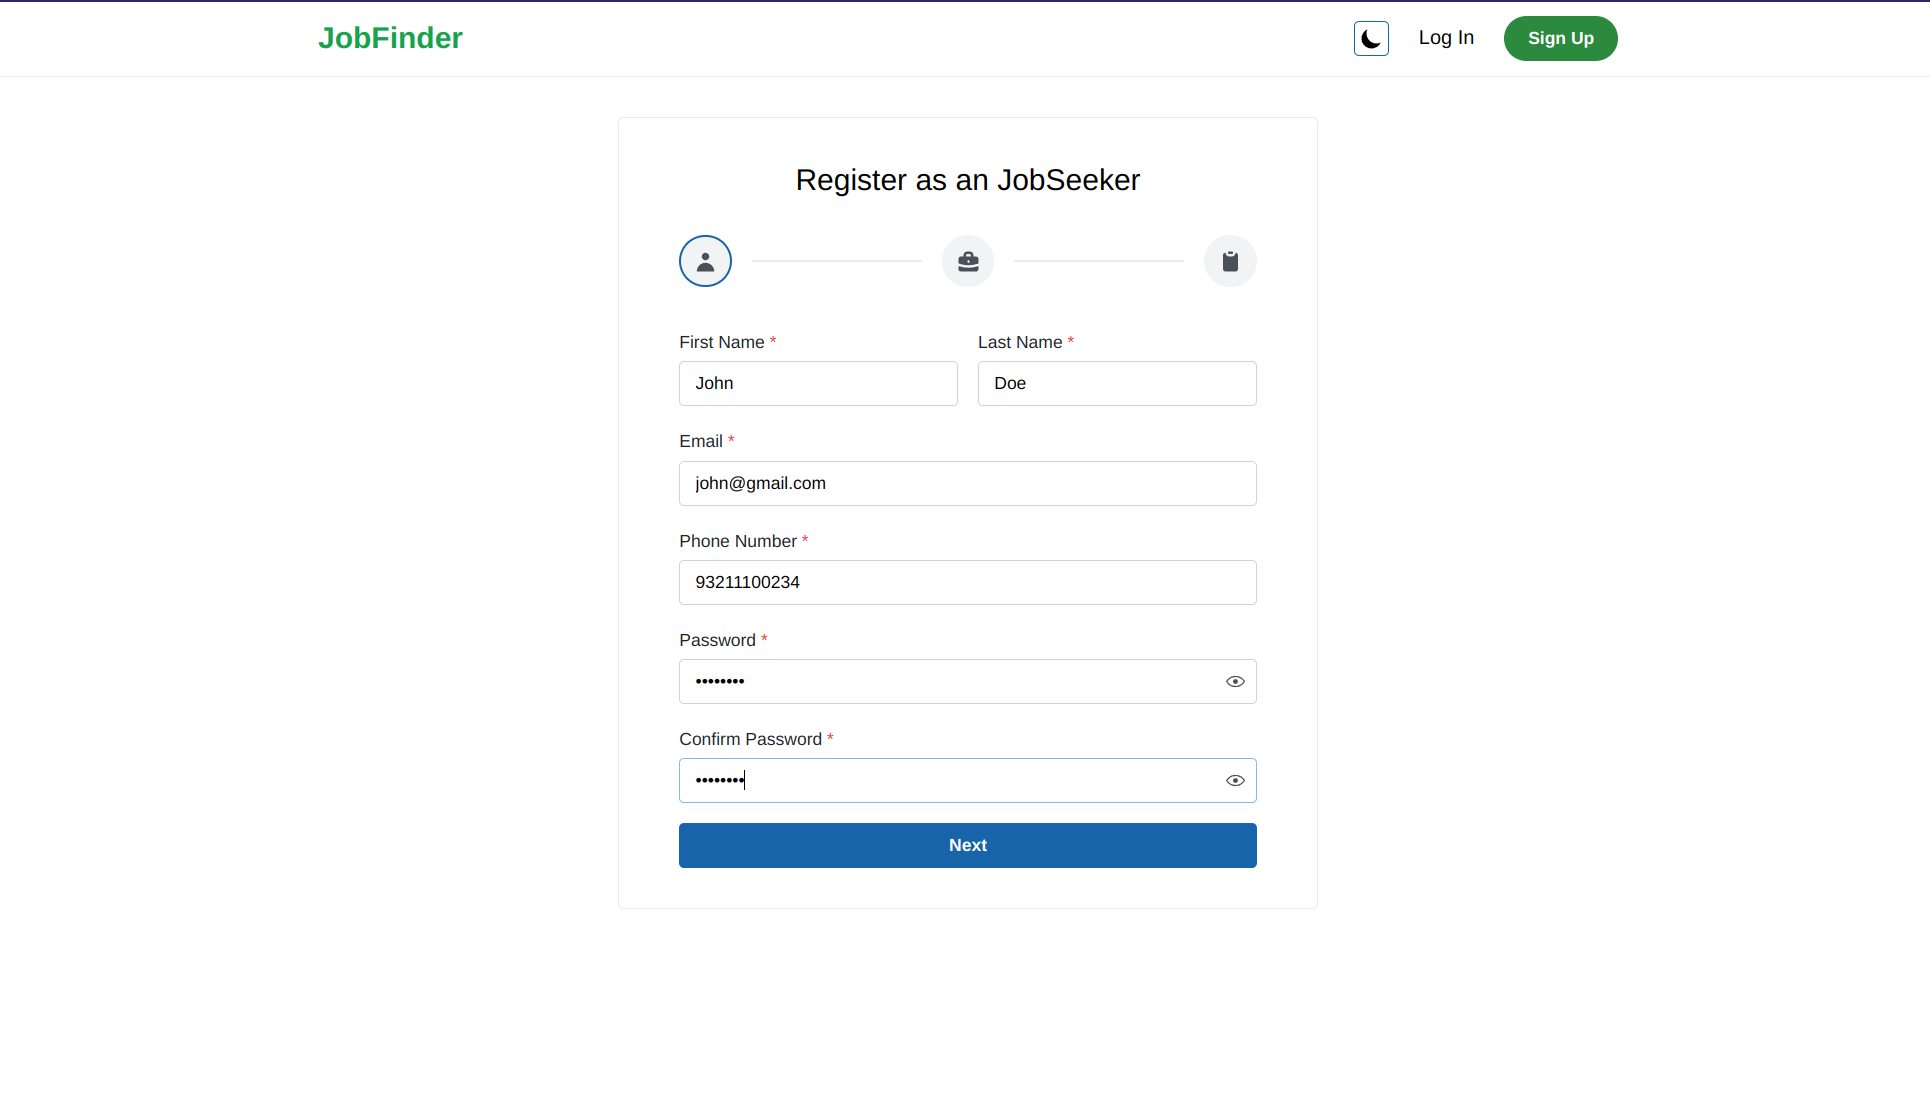 JobFinder
Log In
Sign Up
Register as an JobSeeker
First Name *
Last Name *
John
Doe
Email *
john@gmail.com
Phone Number *
93211100234
Password *
••••••••
Confirm Password *
••••••••
Next